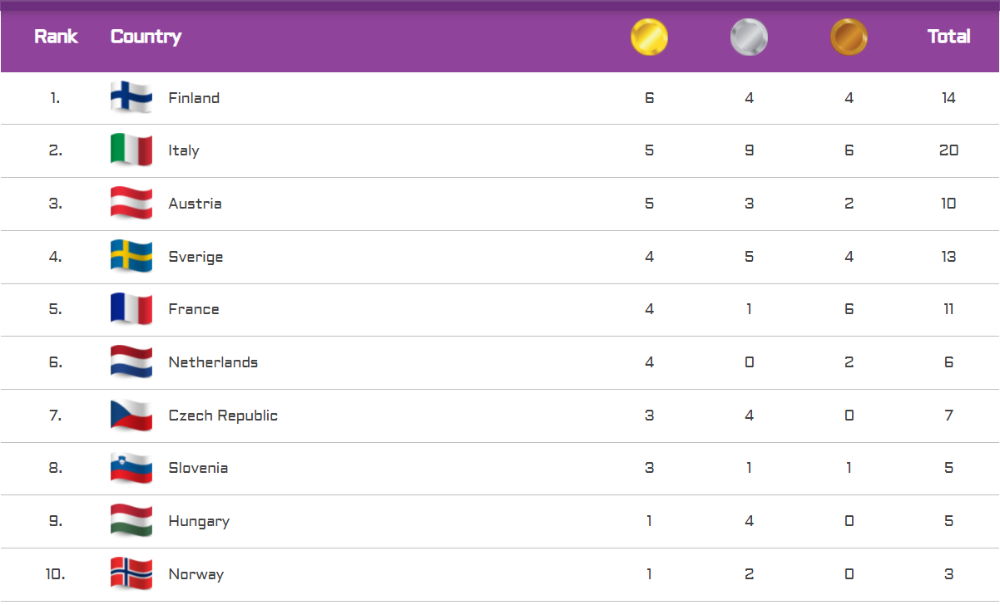 Rank Country Total
1. Finland 6 4 4 14
2. Italy 5 9 6 20
3. Austria 5 3 2 10
4. Sverige 4 5 4 13
5. France 4 1 6 11
6. Netherlands 4 0 2 6
7. Czech Republic 3 4 0 7
8. Slovenia 3 1 1 5
9. Hungary 1 4 0 5
10. Norway 1 2 0 3